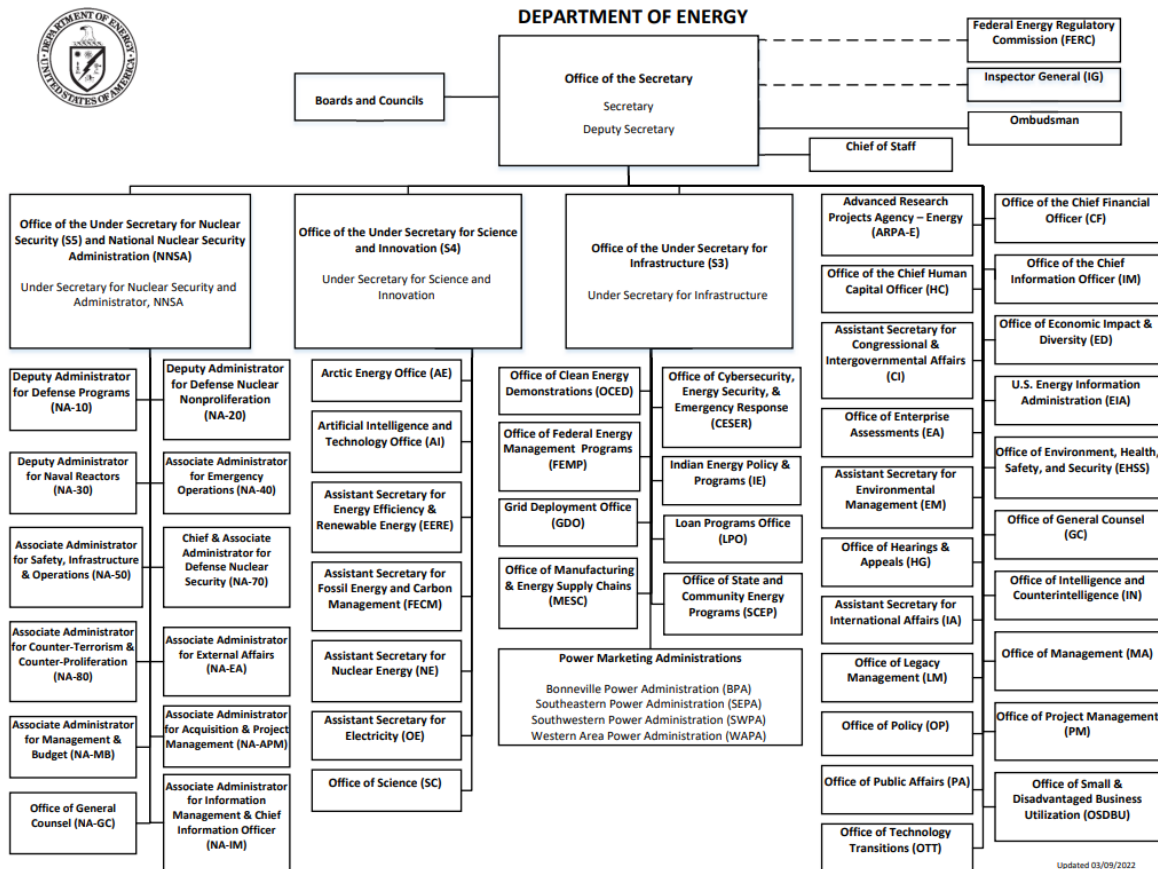 DEPARTMENT OF ENERGY
DEPARTMENT OF ENERGY
UNITED STATES OF AMERICA
Federal Energy Regulatory
Commission (FERC)
Inspector General (IG)
Ombudsman
Chief of Staff
Office of the Secretary
Secretary
Deputy Secretary
Boards and Councils
Office of the Under Secretary for Nuclear
Security (S5) and National Nuclear Security
Administration (NNSA)
Under Secretary for Nuclear Security and
Administrator, NNSA
Deputy Administrator
for Defense Programs
(NA-10)
Deputy Administrator
for Defense Nuclear
Nonproliferation
(NA-20)
Deputy Administrator
for Naval Reactors
(NA-30)
Associate Administrator
for Emergency
Operations (NA-40)
Associate Administrator
for Safety, Infrastructure
& Operations (NA-50)
Chief & Associate
Administrator for
Defense Nuclear
Security (NA-70)
Associate Administrator
for Counter-Terrorism &
Counter-Proliferation
(NA-80)
Associate Administrator
for External Affairs
(NA-EA)
Associate Administrator
for Management &
Budget (NA-MB)
Associate Administrator
for Acquisition & Project
Management (NA-APM)
Office of General
Counsel (NA-GC)
Associate Administrator
for Information
Management & Chief
Information Officer
(NA-IM)
Office of the Under Secretary for Science
and Innovation (S4)
Under Secretary for Science and
Innovation
Arctic Energy Office (AE)
Artificial Intelligence and
Technology Office (AI)
Assistant Secretary for
Energy Efficiency &
Renewable Energy (EERE)
Assistant Secretary for
Fossil Energy and Carbon
Management (FECM)
Assistant Secretary for
Nuclear Energy (NE)
Assistant Secretary for
Electricity (OE)
Office of Science (SC)
Office of the Under Secretary for
Infrastructure (S3)
Under Secretary for Infrastructure
Office of Clean Energy
Demonstrations (OCED)
Office of Cybersecurity,
Energy Security, &
Emergency Response
(CESER)
Office of Federal Energy
Management Programs
(FEMP)
Indian Energy Policy &
Programs (IE)
Grid Deployment Office
(GDO)
Loan Programs Office
(LPO)
Office of Manufacturing
& Energy Supply Chains
(MESC)
Office of State and
Community Energy
Programs (SCEP)
Power Marketing Administrations
Bonneville Power Administration (BPA)
Southeastern Power Administration (SEPA)
Southwestern Power Administration (SWPA)
Western Area Power Administration (WAPA)
Advanced Research
Projects Agency – Energy
(ARPA-E)
Office of the Chief Financial
Officer (CF)
Office of the Chief Human
Capital Officer (HC)
Office of the Chief
Information Officer (IM)
Assistant Secretary for
Congressional &
Intergovernmental Affairs
(CI)
Office of Economic Impact &
Diversity (ED)
U.S. Energy Information
Administration (EIA)
Office of Enterprise
Assessments (EA)
Office of Environment, Health,
Safety, and Security (EHSS)
Assistant Secretary for
Environmental
Management (EM)
Office of General Counsel
(GC)
Office of Hearings &
Appeals (HG)
Office of Intelligence and
Counterintelligence (IN)
Assistant Secretary for
International Affairs (IA)
Office of Management (MA)
Office of Legacy
Management (LM)
Office of Project Management
(PM)
Office of Policy (OP)
Office of Public Affairs (PA)
Office of Small &
Disadvantaged Business
Utilization (OSDBU)
Office of Technology
Transitions (OTT)
Updated 03/09/2022